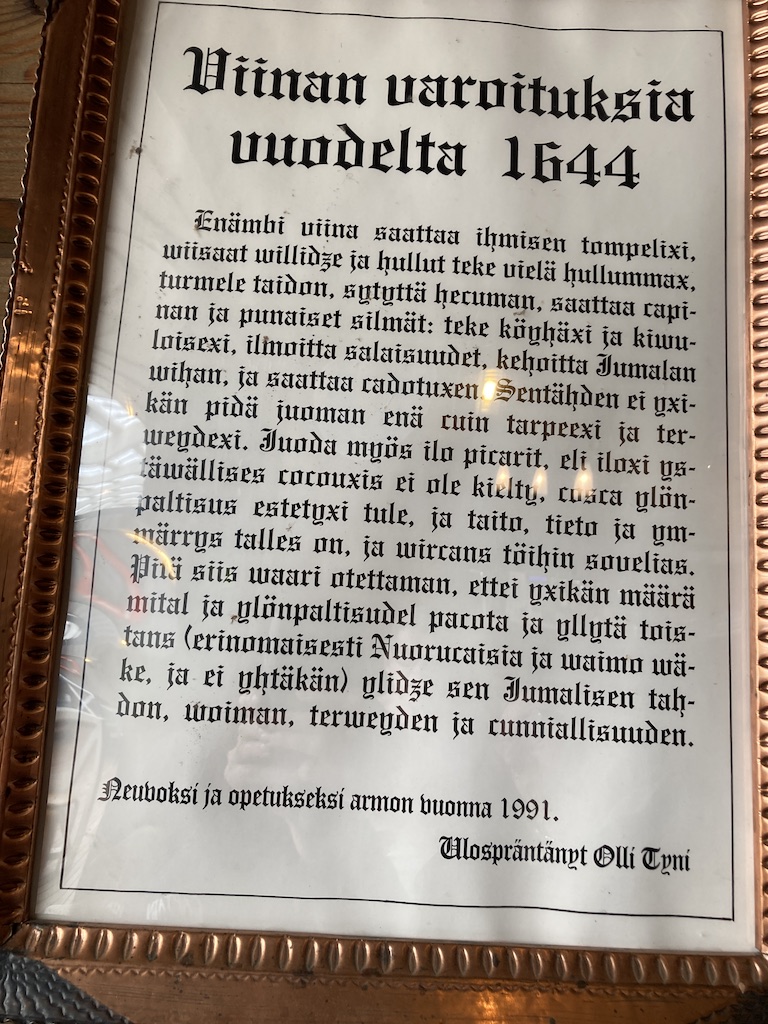 Viinan varoituksia
vuodelta 1644
Enämbi viina saattaa ihmisen tompelixi,
wiisaat willidze ja hullut teke vielä hullummax,
turmele taidon, sytyttä hecuman, saattaa capi-
nan ja punaiset silmät: teke köyhäxi ja kiwu-
loisexi, ilmoitta salaisuudet, kehoitta Jumalan
wihan, ja saattaa cadotuxen. Sentähden ei yxi-
kän pidä juoman enä cuin tarpeexi ja ter-
weydexi. Juoda myös ilo picarit, eli iloxi ys-
täwällises cocouxis ei ole kielty, cosca ylön-
paltisus estetyxi tule, ja taito, tieto ja ym-
märrys talles on, ja wircans töihin sovelias.
Pitä siis waari otettaman, ettei yxikän määrä
mital ja ylönpaltisudel pacota ja yllytä tois-
tans (erinomaisesti Nuorucaisia ja waimo wä-
ke, ja ei yhtäkän) ylidze sen Jumalisen tah-
don, woiman, terweyden ja cunniallisuuden.
Neuvoksi ja opetukseksi armon vuonna 1991.
Ulospräntänyt Olli Tyni